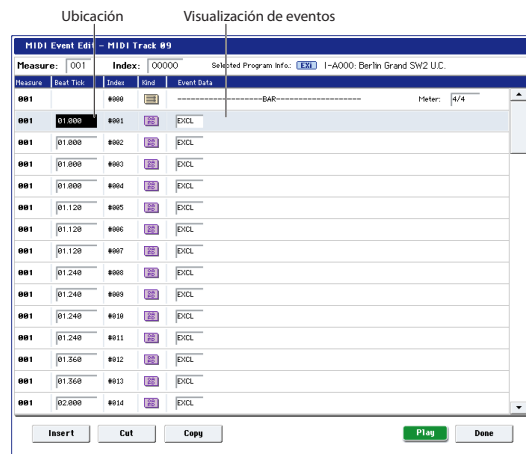 Ubicación Visualización de eventos
MIDI Event Edit - MIDI Track 09
Measure: 001 Index: 00000 Selected Program Info.: EXi I-A000: Berlin Grand SW2 U.C.
Measure Beat Tick Index Kind Event Data
001 #000 --------------------BAR-------------------- Meter: 4/4
001 01.000 #001 EXCL
001 01.000 #002 EXCL
001 01.000 #003 EXCL
001 01.000 #004 EXCL
001 01.120 #005 EXCL
001 01.120 #006 EXCL
001 01.120 #007 EXCL
001 01.240 #008 EXCL
001 01.240 #009 EXCL
001 01.240 #010 EXCL
001 01.240 #011 EXCL
001 01.360 #012 EXCL
001 01.360 #013 EXCL
001 02.000 #014 EXCL
Insert Cut Copy Play Done